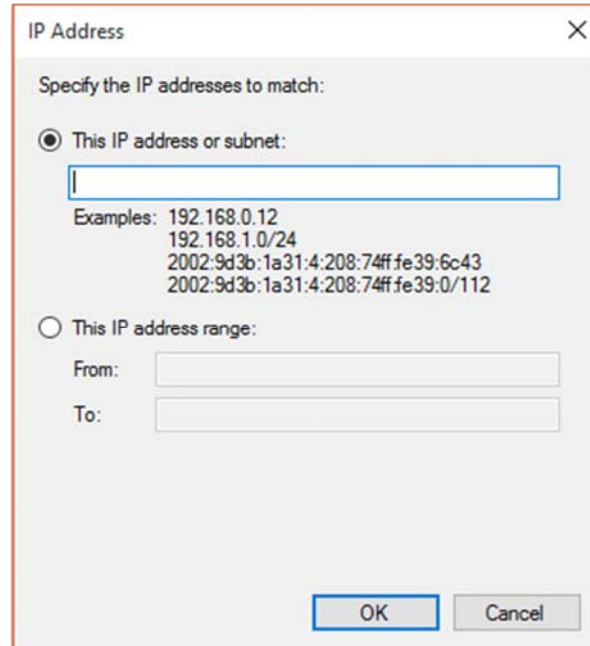 IP Address
Specify the IP addresses to match:
This IP address or subnet:
Examples: 192.168.0.12
192.168.1.0/24
2002:9d3b:1a31:4:208:74ff:fe39:6c43
2002:9d3b:1a31:4:208:74ff:fe39:0/112
This IP address range:
From:
To:
OK Cancel